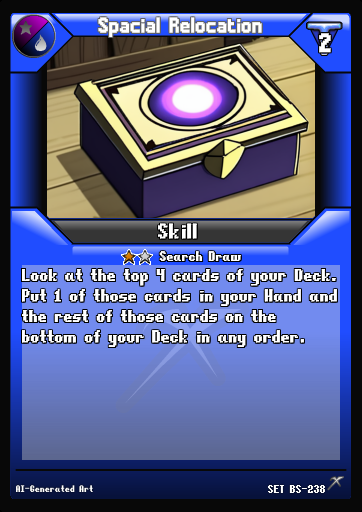 Spacial Relocation
2
Skill
Search Draw
Look at the top 4 cards of your Deck.
Put 1 of those cards in your Hand and
the rest of those cards on the
bottom of your Deck in any order.
AI-Generated Art
SET BS-238